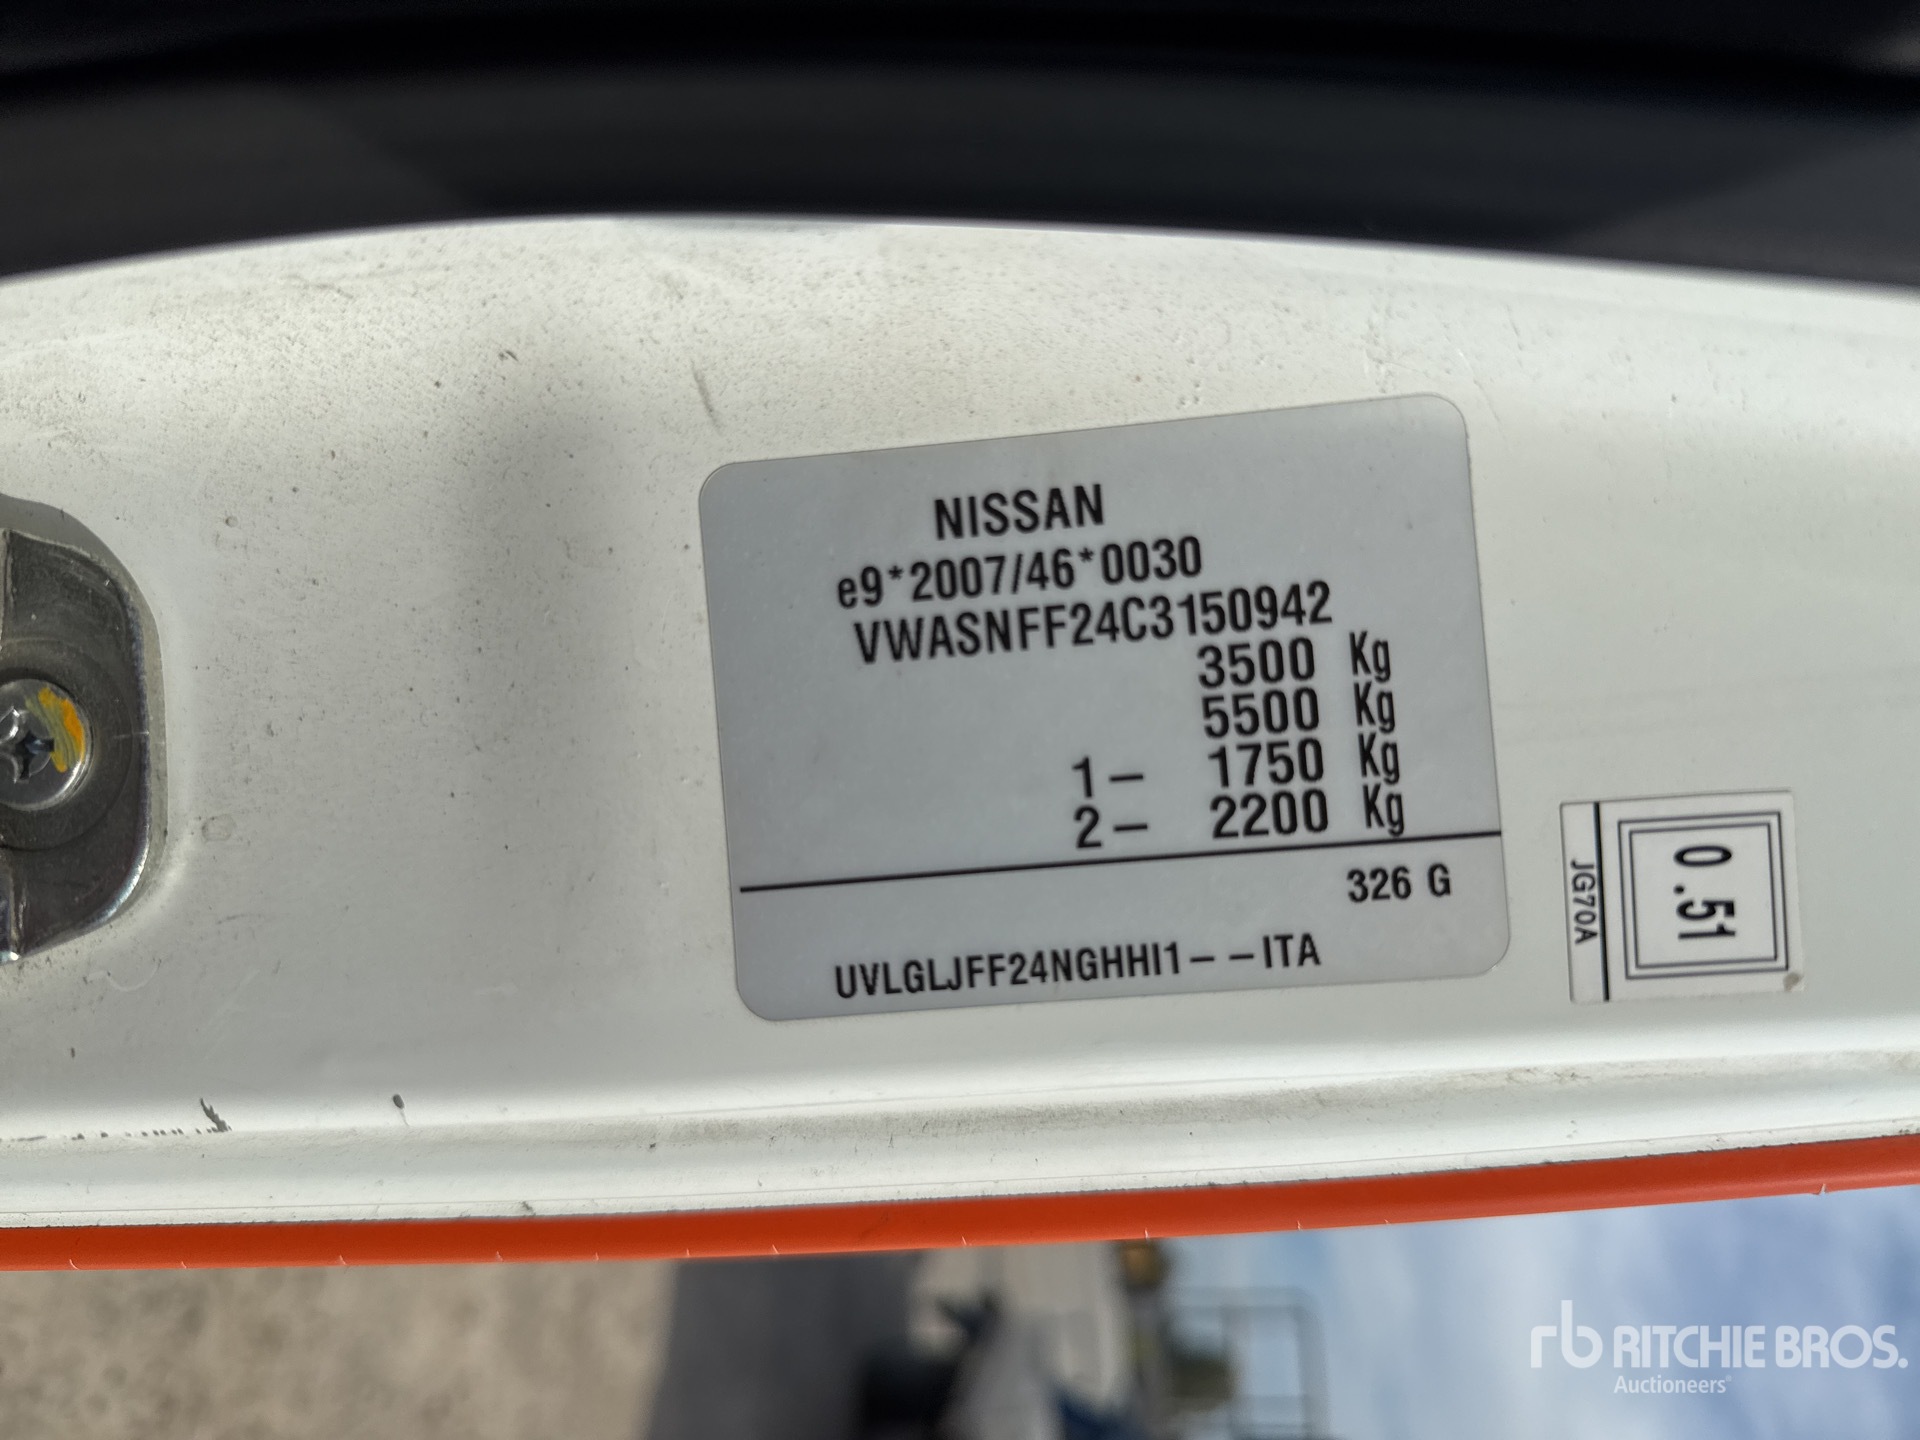 NISSAN
e9*2007/46*0030
VWASNFF24C3150942
3500 Kg
5500 Kg
1– 1750 Kg
2– 2200 Kg
326 G
UVLGLJFF24NGHHI1– –ITA
0.51
JG70A
rb RITCHIE BROS.
Auctioneers